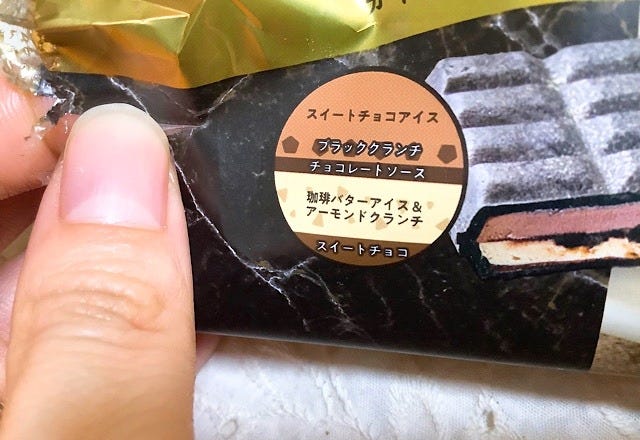 スイートチョコアイス
ブラッククランチ
チョコレートソース
珈琲バターアイス&
アーモンドクランチ
スイートチョコ